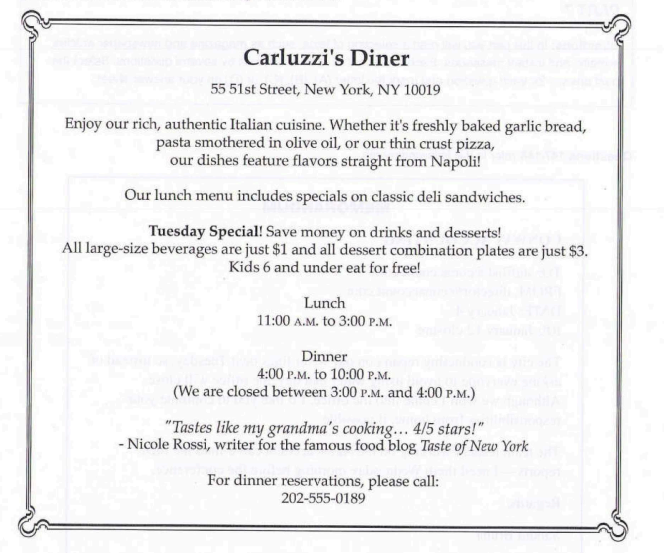 Carluzzi's Diner
55 51st Street, New York, NY 10019
Enjoy our rich, authentic Italian cuisine. Whether it's freshly baked garlic bread,
pasta smothered in olive oil, or our thin crust pizza,
our dishes feature flavors straight from Napoli!
Our lunch menu includes specials on classic deli sandwiches.
Tuesday Special! Save money on drinks and desserts!
All large-size beverages are just $1 and all dessert combination plates are just $3.
Kids 6 and under eat for free!
Lunch
11:00 A.M. to 3:00 P.M.
Dinner
4:00 P.M. to 10:00 P.M.
(We are closed between 3:00 P.M. and 4:00 P.M.)
"Tastes like my grandma's cooking... 4/5 stars!"
- Nicole Rossi, writer for the famous food blog Taste of New York
For dinner reservations, please call:
202-555-0189